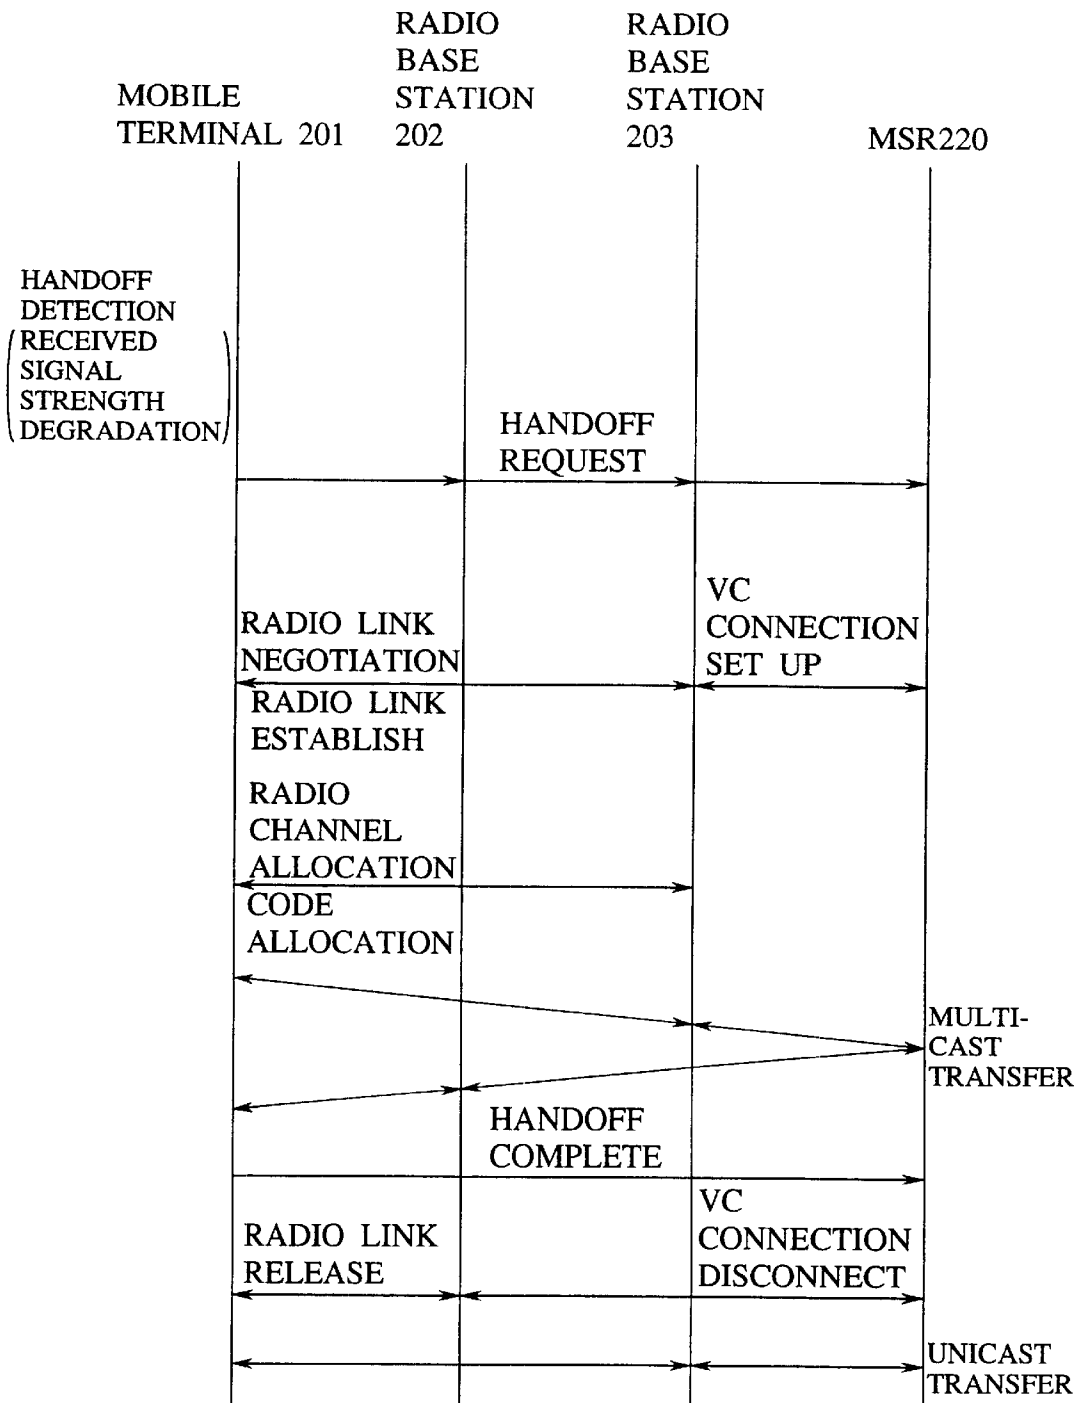 MOBILE
TERMINAL 201
RADIO
BASE
STATION
202
RADIO
BASE
STATION
203
MSR220
HANDOFF
DETECTION
(RECEIVED
SIGNAL
STRENGTH
DEGRADATION)
HANDOFF
REQUEST
RADIO LINK
NEGOTIATION
VC
CONNECTION
SET UP
RADIO LINK
ESTABLISH
RADIO
CHANNEL
ALLOCATION
CODE
ALLOCATION
MULTI-
CAST
TRANSFER
HANDOFF
COMPLETE
RADIO LINK
RELEASE
VC
CONNECTION
DISCONNECT
UNICAST
TRANSFER